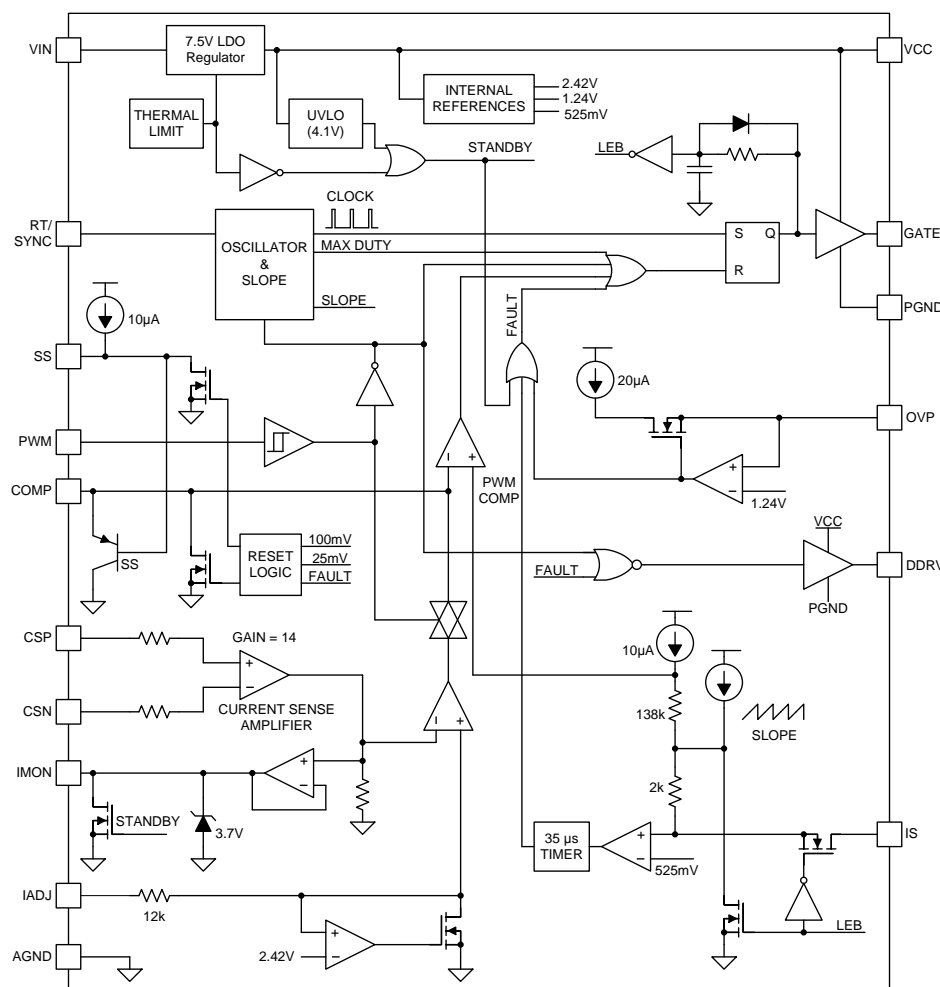 VIN
7.5V LDO
Regulator
VCC
THERMAL
LIMIT
UVLO
(4.1V)
INTERNAL
REFERENCES
2.42V
1.24V
525mV
STANDBY
LEB
RT/
SYNC
CLOCK
OSCILLATOR
&
SLOPE
MAX DUTY
SLOPE
S
Q
R
GATE
10µA
FAULT
PGND
SS
20µA
PWM
OVP
+
−
COMP
−
+
PWM
COMP
1.24V
SS
RESET
LOGIC
100mV
25mV
FAULT
FAULT
VCC
PGND
DDRV
CSP
GAIN = 14
+
−
CSN
CURRENT SENSE
AMPLIFIER
−
+
10µA
138k
SLOPE
IMON
+
−
2k
STANDBY
3.7V
35 µs
TIMER
+
−
525mV
IS
IADJ
12k
+
−
2.42V
LEB
AGND